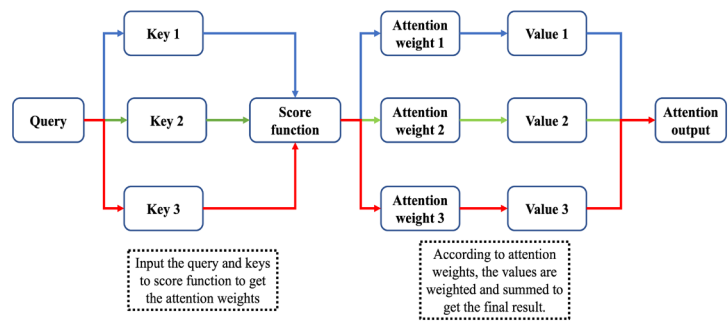 Query
Key 1
Key 2
Key 3
Score
function
Attention
weight 1
Attention
weight 2
Attention
weight 3
Value 1
Value 2
Value 3
Attention
output
Input the query and keys
to score function to get
the attention weights
According to attention
weights, the values are
weighted and summed to
get the final result.